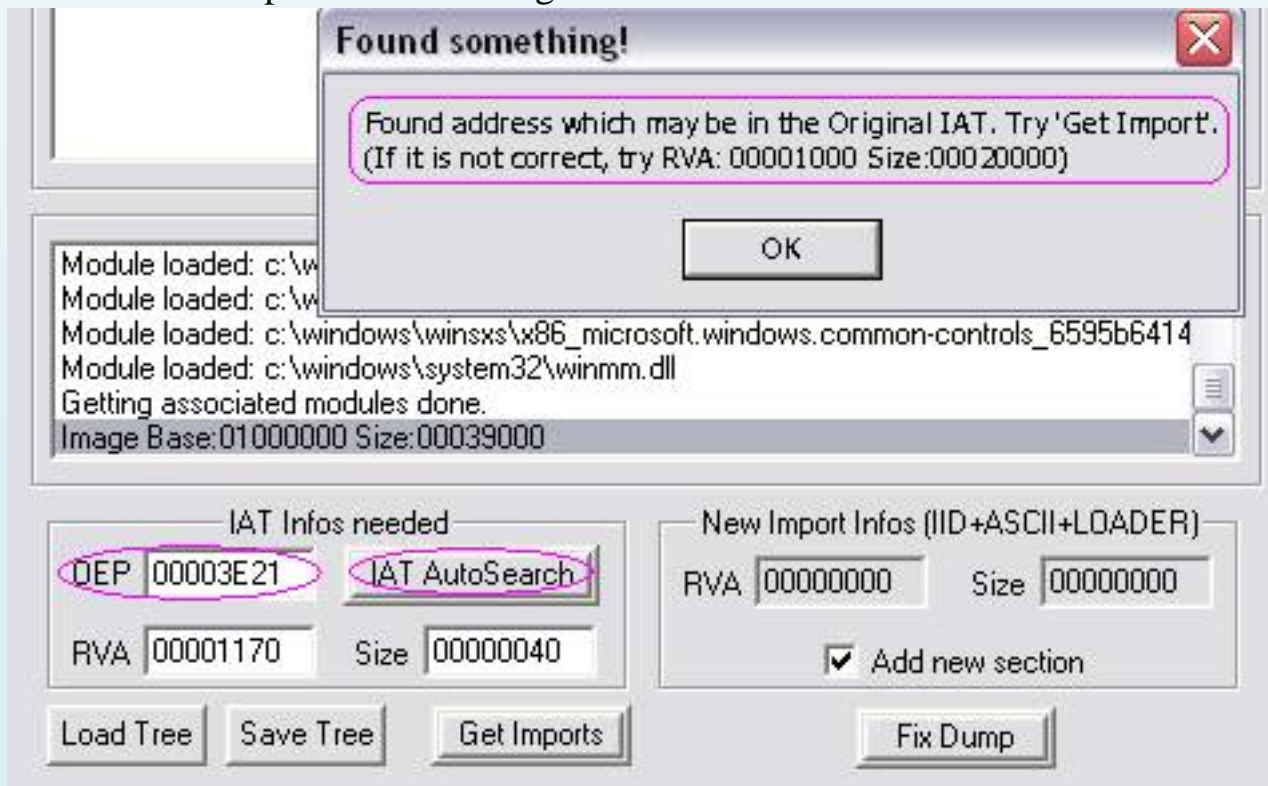 Found something!
Found address which may be in the Original IAT. Try 'Get Import'.
(If it is not correct, try RVA: 00001000 Size:00020000)
OK
Module loaded: c:\w
Module loaded: c:\w
Module loaded: c:\windows\winsxs\x86_microsoft.windows.common-controls_6595b6414
Module loaded: c:\windows\system32\winmm.dll
Getting associated modules done.
Image Base:01000000 Size:00039000
IAT Infos needed
OEP 00003E21 IAT AutoSearch
RVA 00001170 Size 00000040
New Import Infos (IID+ASCII+LOADER)
RVA 00000000 Size 00000000
Add new section
Load Tree Save Tree Get Imports Fix Dump